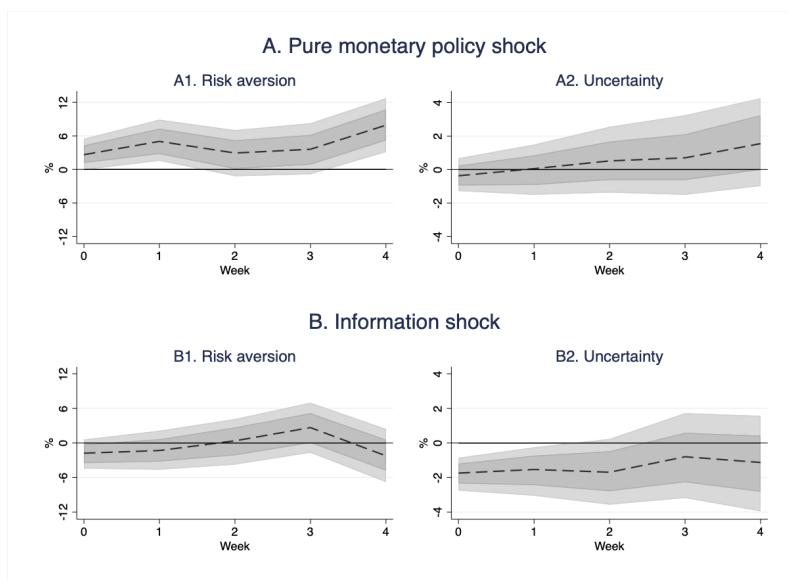 A. Pure monetary policy shock
A1. Risk aversion
%
12
6
0
-6
-12
0 1 2 3 4
Week
A2. Uncertainty
%
4
2
0
-2
-4
0 1 2 3 4
Week
B. Information shock
B1. Risk aversion
%
12
6
0
-6
-12
0 1 2 3 4
Week
B2. Uncertainty
%
4
2
0
-2
-4
0 1 2 3 4
Week